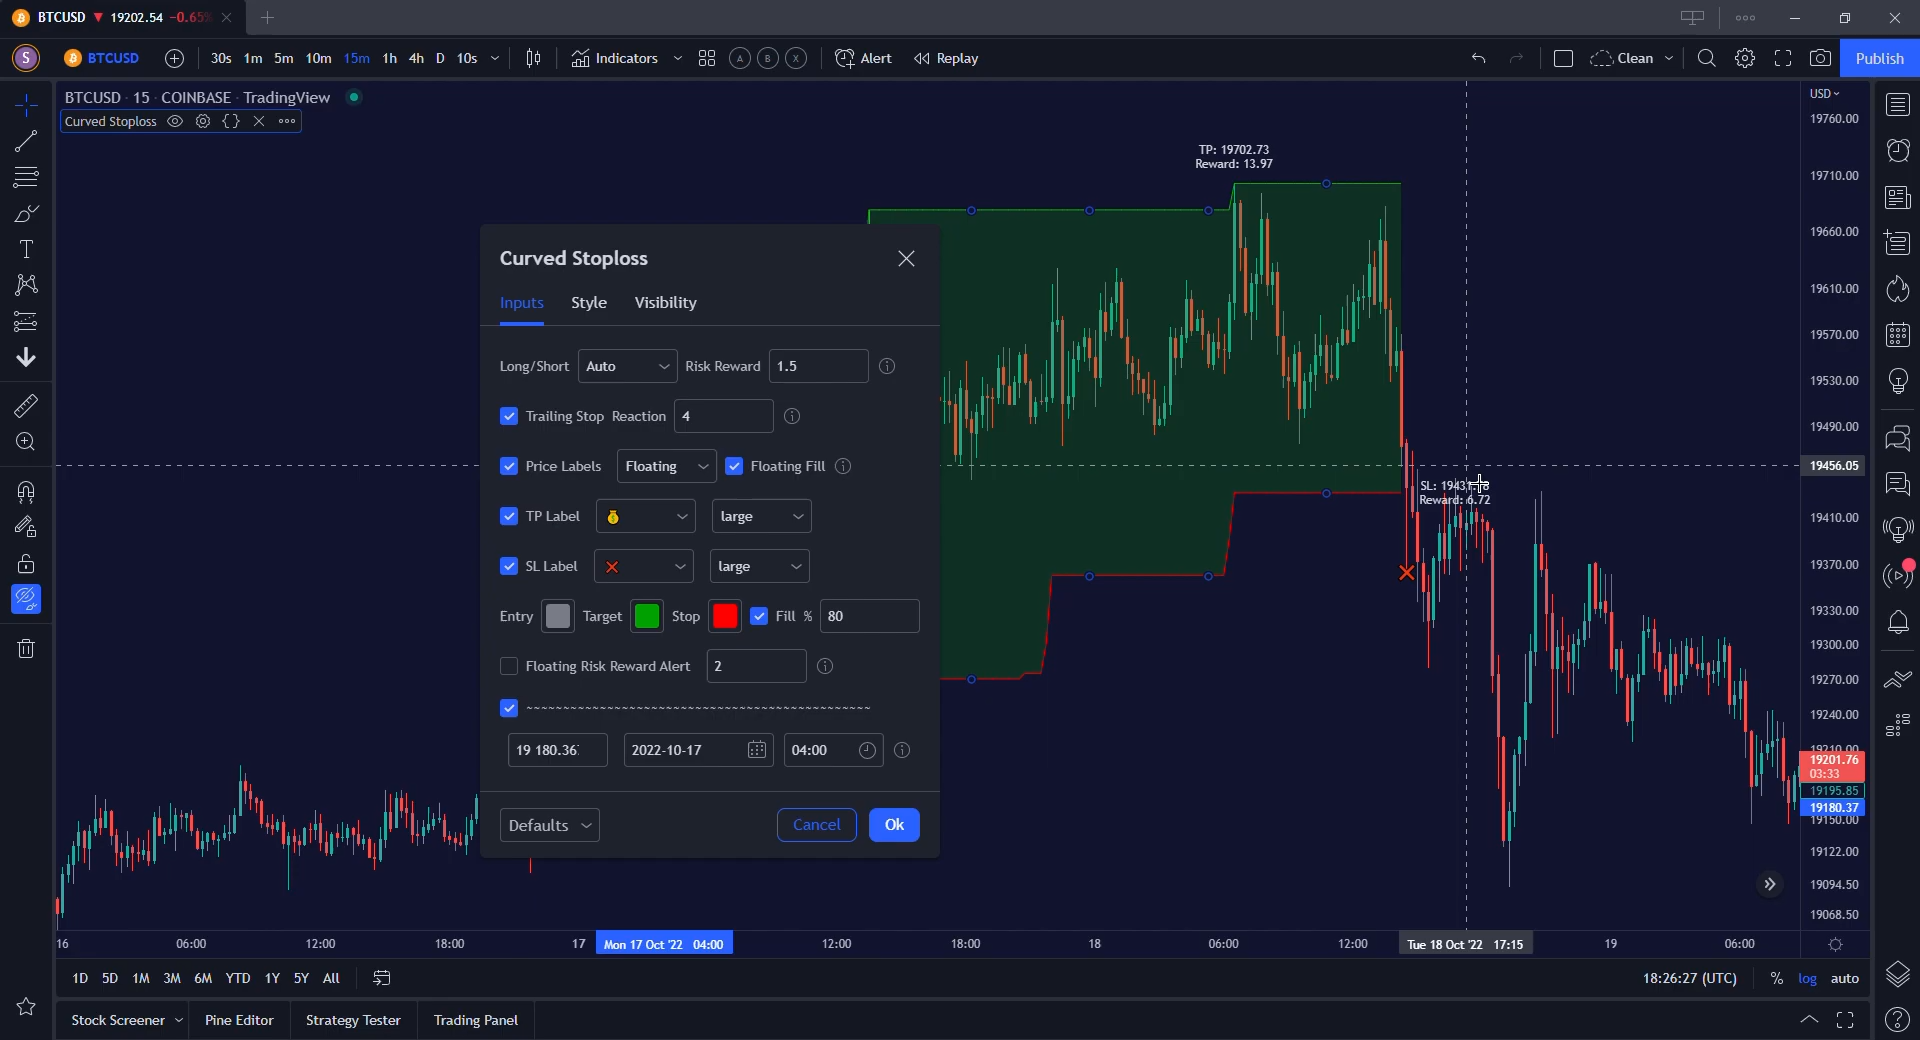 BTCUSD ▼ 19202.54 -0.65%
S BTCUSD 30s 1m 5m 10m 15m 1h 4h D 10s Indicators A B X Alert Replay Clean Publish
BTCUSD · 15 · COINBASE · TradingView
Curved Stoploss
USD
19760.00
TP: 19702.73
Reward: 13.97
19710.00
19660.00
19610.00
19570.00
19530.00
19490.00
19456.05
SL: 19431.
Reward: 6.72
19410.00
19370.00
19330.00
19300.00
19270.00
19240.00
19210.00
19201.76
03:33
19195.85
19180.37
19150.00
19122.00
19094.50
19068.50
Curved Stoploss
Inputs Style Visibility
Long/Short Auto Risk Reward 1.5
Trailing Stop Reaction 4
Price Labels Floating Floating Fill
TP Label large
SL Label large
Entry Target Stop Fill % 80
Floating Risk Reward Alert 2
~~~~~~~~~~~~~~~~~~~~~~~~~~~~~~~~~~~~~~~~~~~~~~
19 180.36 2022-10-17 04:00
Defaults Cancel Ok
16 06:00 12:00 18:00 17 Mon 17 Oct '22 04:00 12:00 18:00 18 06:00 12:00 Tue 18 Oct '22 17:15 19 06:00
1D 5D 1M 3M 6M YTD 1Y 5Y All 18:26:27 (UTC) % log auto
Stock Screener Pine Editor Strategy Tester Trading Panel